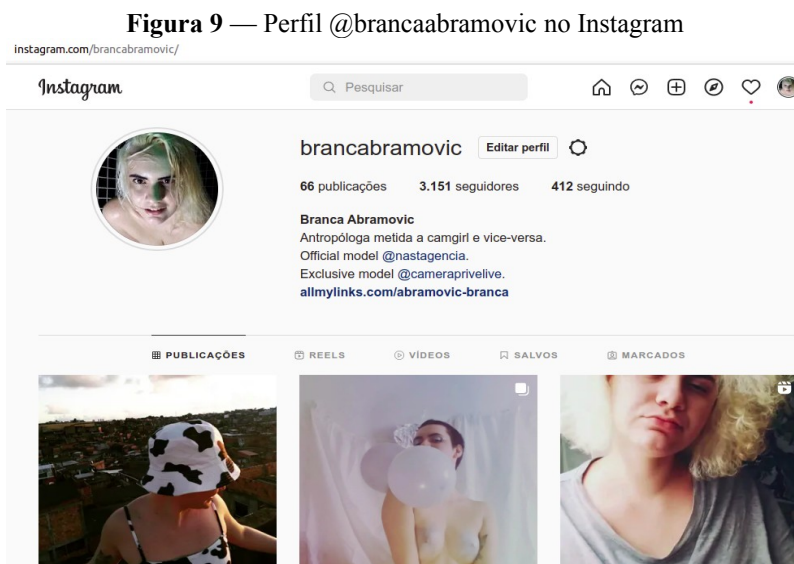 Figura 9 — Perfil @brancaabramovic no Instagram
instagram.com/brancabramovic/
Instagram
Pesquisar
brancabramovic Editar perfil
66 publicações 3.151 seguidores 412 seguindo
Branca Abramovic
Antropóloga metida a camgirl e vice-versa.
Official model @nastagencia.
Exclusive model @cameraprivelive.
allmylinks.com/abramovic-branca
PUBLICAÇÕES REELS VÍDEOS SALVOS MARCADOS